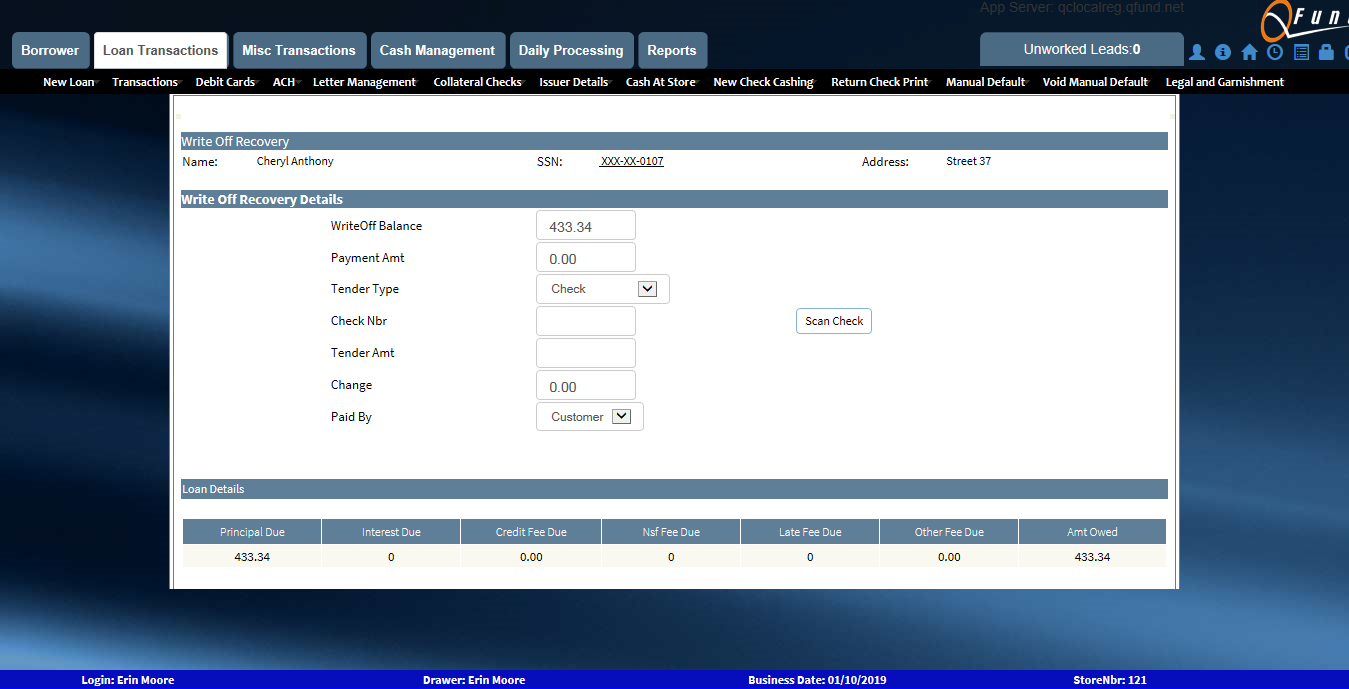 App Server: qclocalreg.qfund.net
QFun
Borrower Loan Transactions Misc Transactions Cash Management Daily Processing Reports Unworked Leads:0
New Loan Transactions Debit Cards ACH Letter Management Collateral Checks Issuer Details Cash At Store New Check Cashing Return Check Print Manual Default Void Manual Default Legal and Garnishment
Write Off Recovery
Name: Cheryl Anthony SSN: XXX-XX-0107 Address: Street 37
Write Off Recovery Details
WriteOff Balance 433.34
Payment Amt 0.00
Tender Type Check
Check Nbr Scan Check
Tender Amt
Change 0.00
Paid By Customer
Loan Details
Principal Due Interest Due Credit Fee Due Nsf Fee Due Late Fee Due Other Fee Due Amt Owed
433.34 0 0.00 0 0 0.00 433.34
Login: Erin Moore Drawer: Erin Moore Business Date: 01/10/2019 StoreNbr: 121